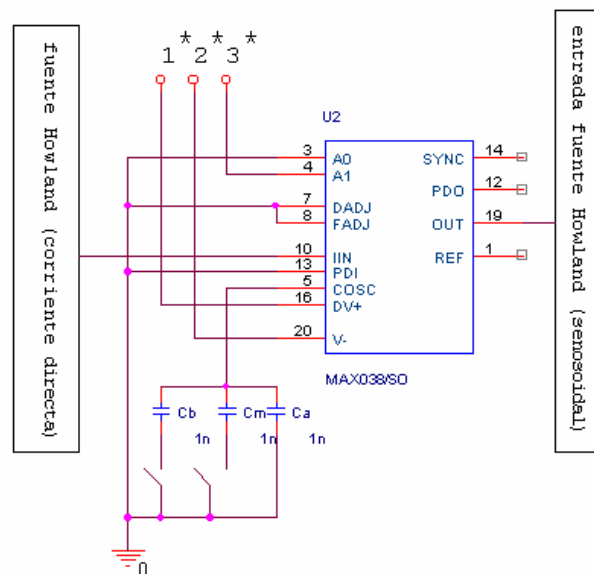 fuente Howland (corriente directa)
1* 2* 3*
U2
3 A0
4 A1
7 DADJ
8 FADJ
10 IIN
13 PDI
5 COSC
16 DV+
20 V-
SYNC 14
PDO 12
OUT 19
REF 1
MAX038/SO
Cb 1n
Cm 1n
Ca 1n
0
entrada fuente Howland (senosoidal)